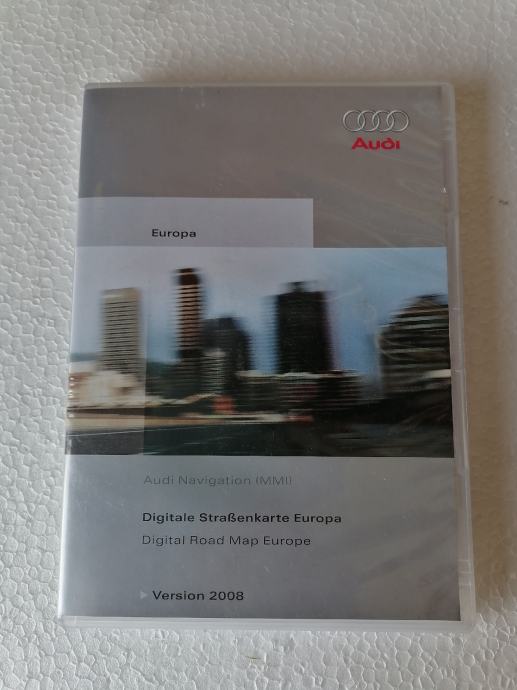 Audi
Europa
Audi Navigation (MMI)
Digitale Straßenkarte Europa
Digital Road Map Europe
Version 2008